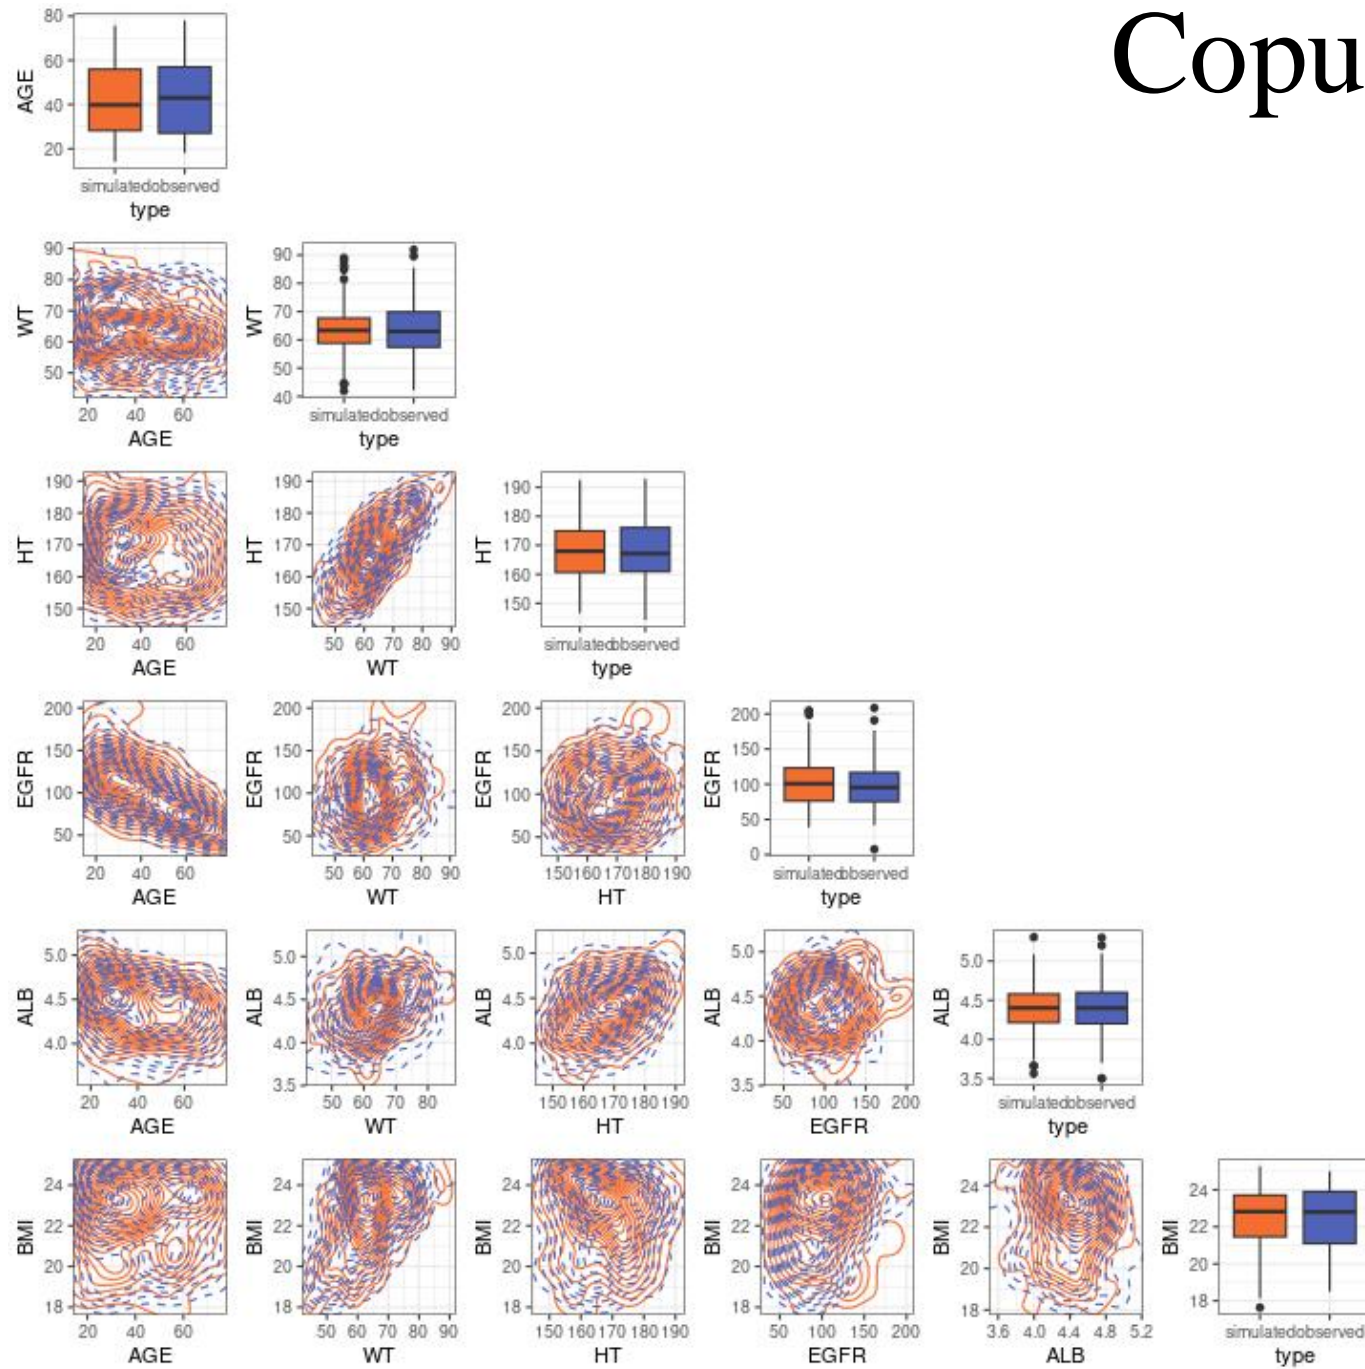 Copu
80
60
40
20
AGE
simulatedobserved
type
90
80
70
60
50
WT
20 40 60
AGE
90
80
70
60
50
40
WT
simulatedobserved
type
190
180
170
160
150
HT
20 40 60
AGE
HT
50 60 70 80 90
WT
190
180
170
160
150
HT
simulatedobserved
type
200
150
100
50
EGFR
20 40 60
AGE
200
150
100
50
EGFR
50 60 70 80 90
WT
200
150
100
50
EGFR
150 160 170 180 190
HT
200
150
100
50
0
EGFR
simulatedobserved
type
5.0
4.5
4.0
ALB
20 40 60
AGE
5.0
4.5
4.0
3.5
ALB
50 60 70 80
WT
5.0
4.5
4.0
ALB
150 160 170 180 190
HT
5.0
4.5
4.0
3.5
ALB
50 100 150 200
EGFR
5.0
4.5
4.0
3.5
ALB
simulatedobserved
type
24
22
20
18
BMI
20 40 60
AGE
24
22
20
18
BMI
50 60 70 80 90
WT
24
22
20
18
BMI
150 160 170 180 190
HT
24
22
20
18
BMI
50 100 150 200
EGFR
24
22
20
18
BMI
3.6 4.0 4.4 4.8 5.2
ALB
24
22
20
18
BMI
simulatedobserved
type